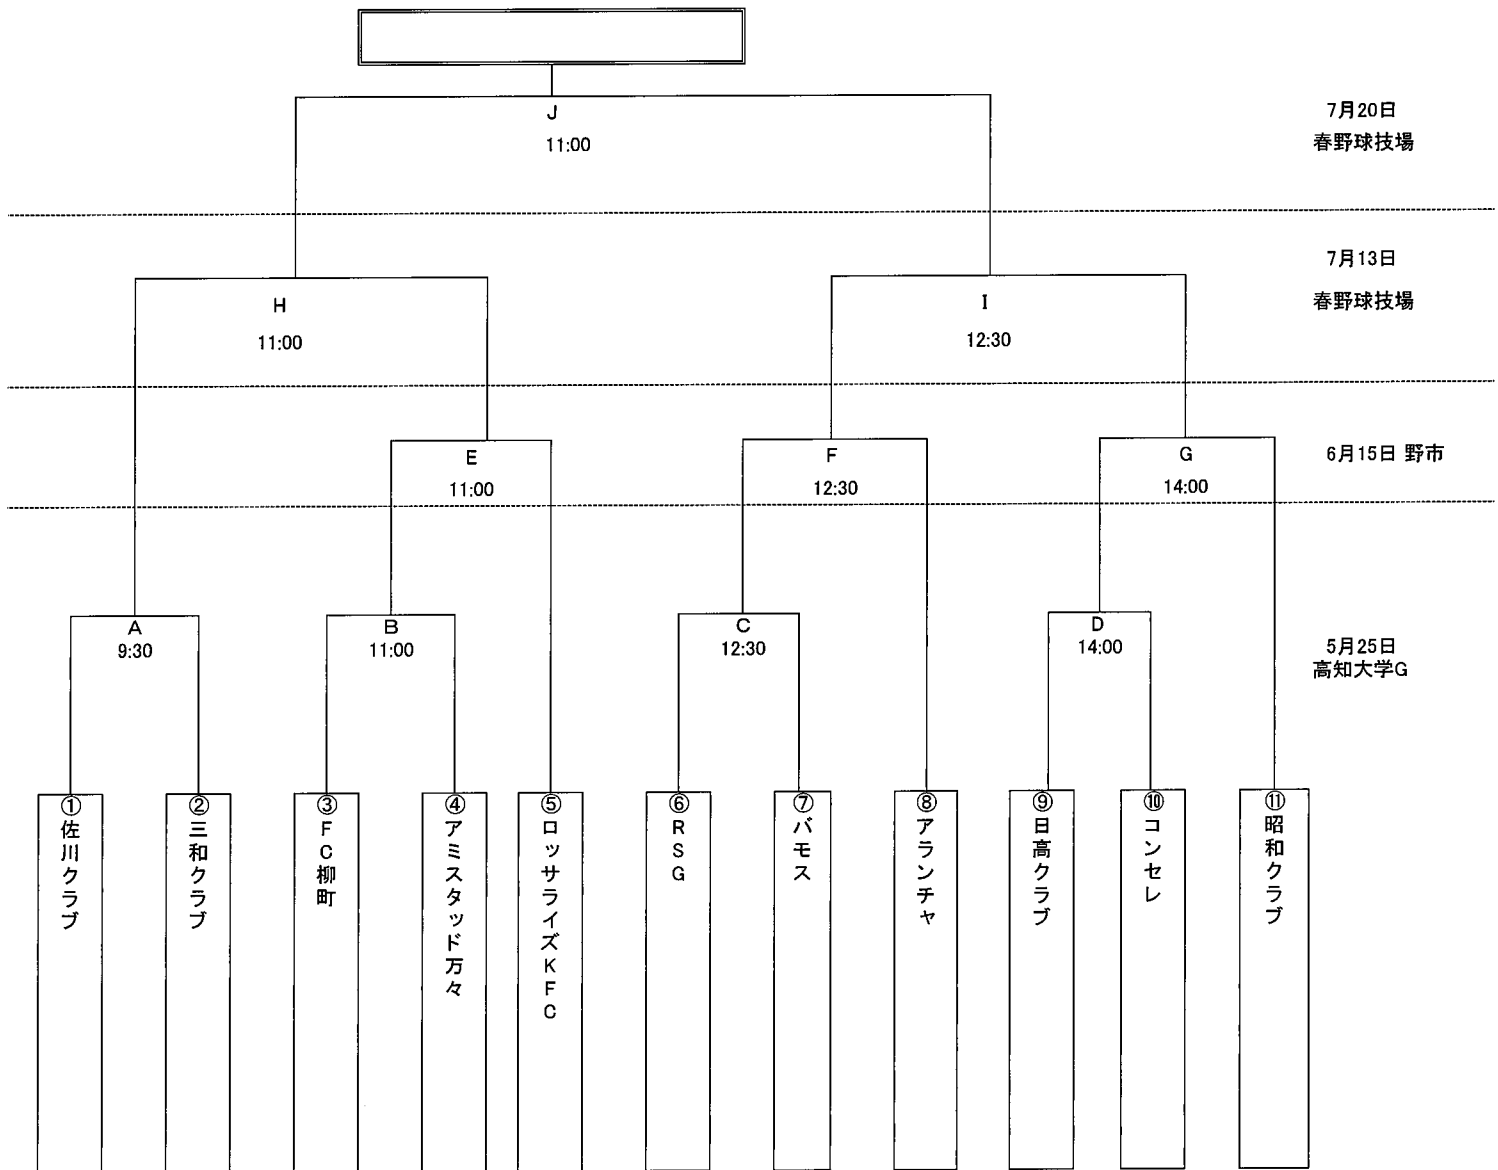 J
11:00
7月20日
春野球技場
H
11:00
I
12:30
7月13日
春野球技場
E
11:00
F
12:30
G
14:00
6月15日 野市
A
9:30
B
11:00
C
12:30
D
14:00
5月25日
高知大学G
①佐川クラブ
②三和クラブ
③FC柳町
④アミスタッド万々
⑤ロッサライズKFC
⑥RSG
⑦バモス
⑧アランチャ
⑨日高クラブ
⑩コンセレ
⑪昭和クラブ